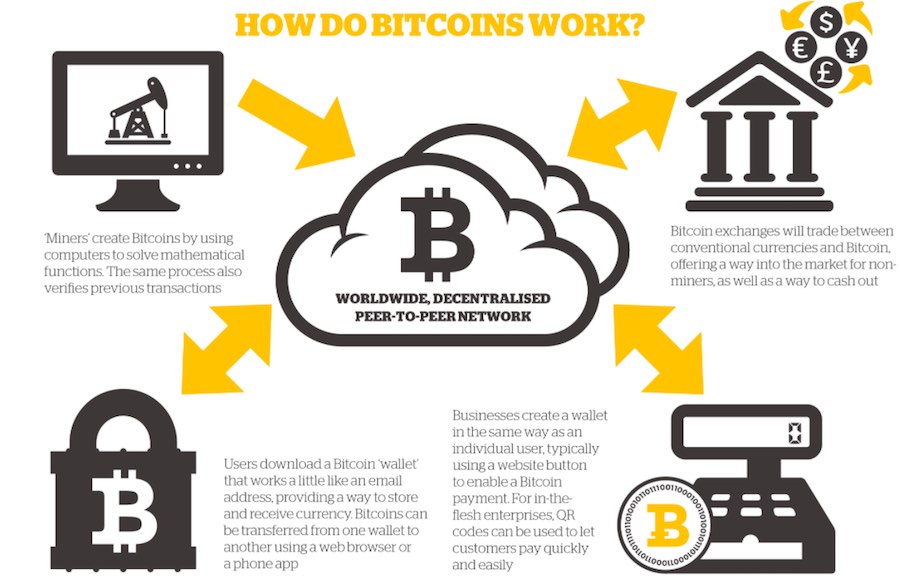 HOW DO BITCOINS WORK?
$
€
¥
£
'Miners' create Bitcoins by using
computers to solve mathematical
functions. The same process also
verifies previous transactions
WORLDWIDE, DECENTRALISED
PEER-TO-PEER NETWORK
Bitcoin exchanges will trade between
conventional currencies and Bitcoin,
offering a way into the market for non-
miners, as well as a way to cash out
Users download a Bitcoin 'wallet'
that works a little like an email
address, providing a way to store
and receive currency. Bitcoins can
be transferred from one wallet to
another using a web browser or
a phone app
Businesses create a wallet
in the same way as an
individual user, typically
using a website button
to enable a Bitcoin
payment. For in-the-
flesh enterprises, QR
codes can be used to let
customers pay quickly
and easily